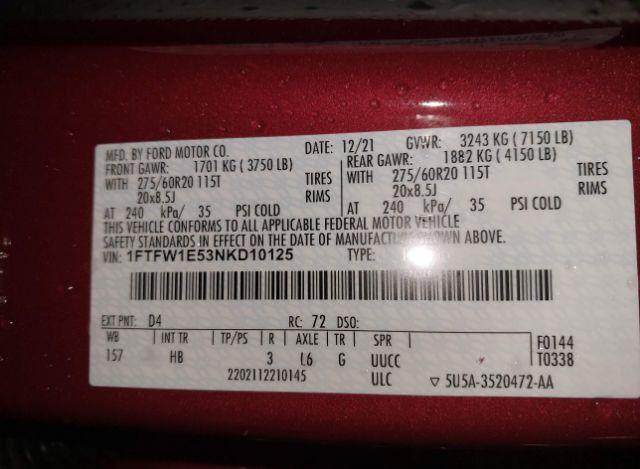 MFD. BY FORD MOTOR CO. DATE: 12/21 GVWR: 3243 KG ( 7150 LB)
FRONT GAWR: 1701 KG ( 3750 LB) REAR GAWR: 1882 KG ( 4150 LB)
WITH 275/60R20 115T TIRES WITH 275/60R20 115T TIRES
20x8.5J RIMS 20x8.5J RIMS
AT 240 kPa/ 35 PSI COLD AT 240 kPa/ 35 PSI COLD
THIS VEHICLE CONFORMS TO ALL APPLICABLE FEDERAL MOTOR VEHICLE
SAFETY STANDARDS IN EFFECT ON THE DATE OF MANUFACTURE SHOWN ABOVE.
VIN: 1FTFW1E53NKD10125 TYPE:
EXT PNT: D4 RC: 72 DSO:
WB INT TR TP/PS R AXLE TR SPR F0144
157 HB 3 L6 G UUCC T0338
2202112210145 ULC ▽ 5U5A-3520472-AA